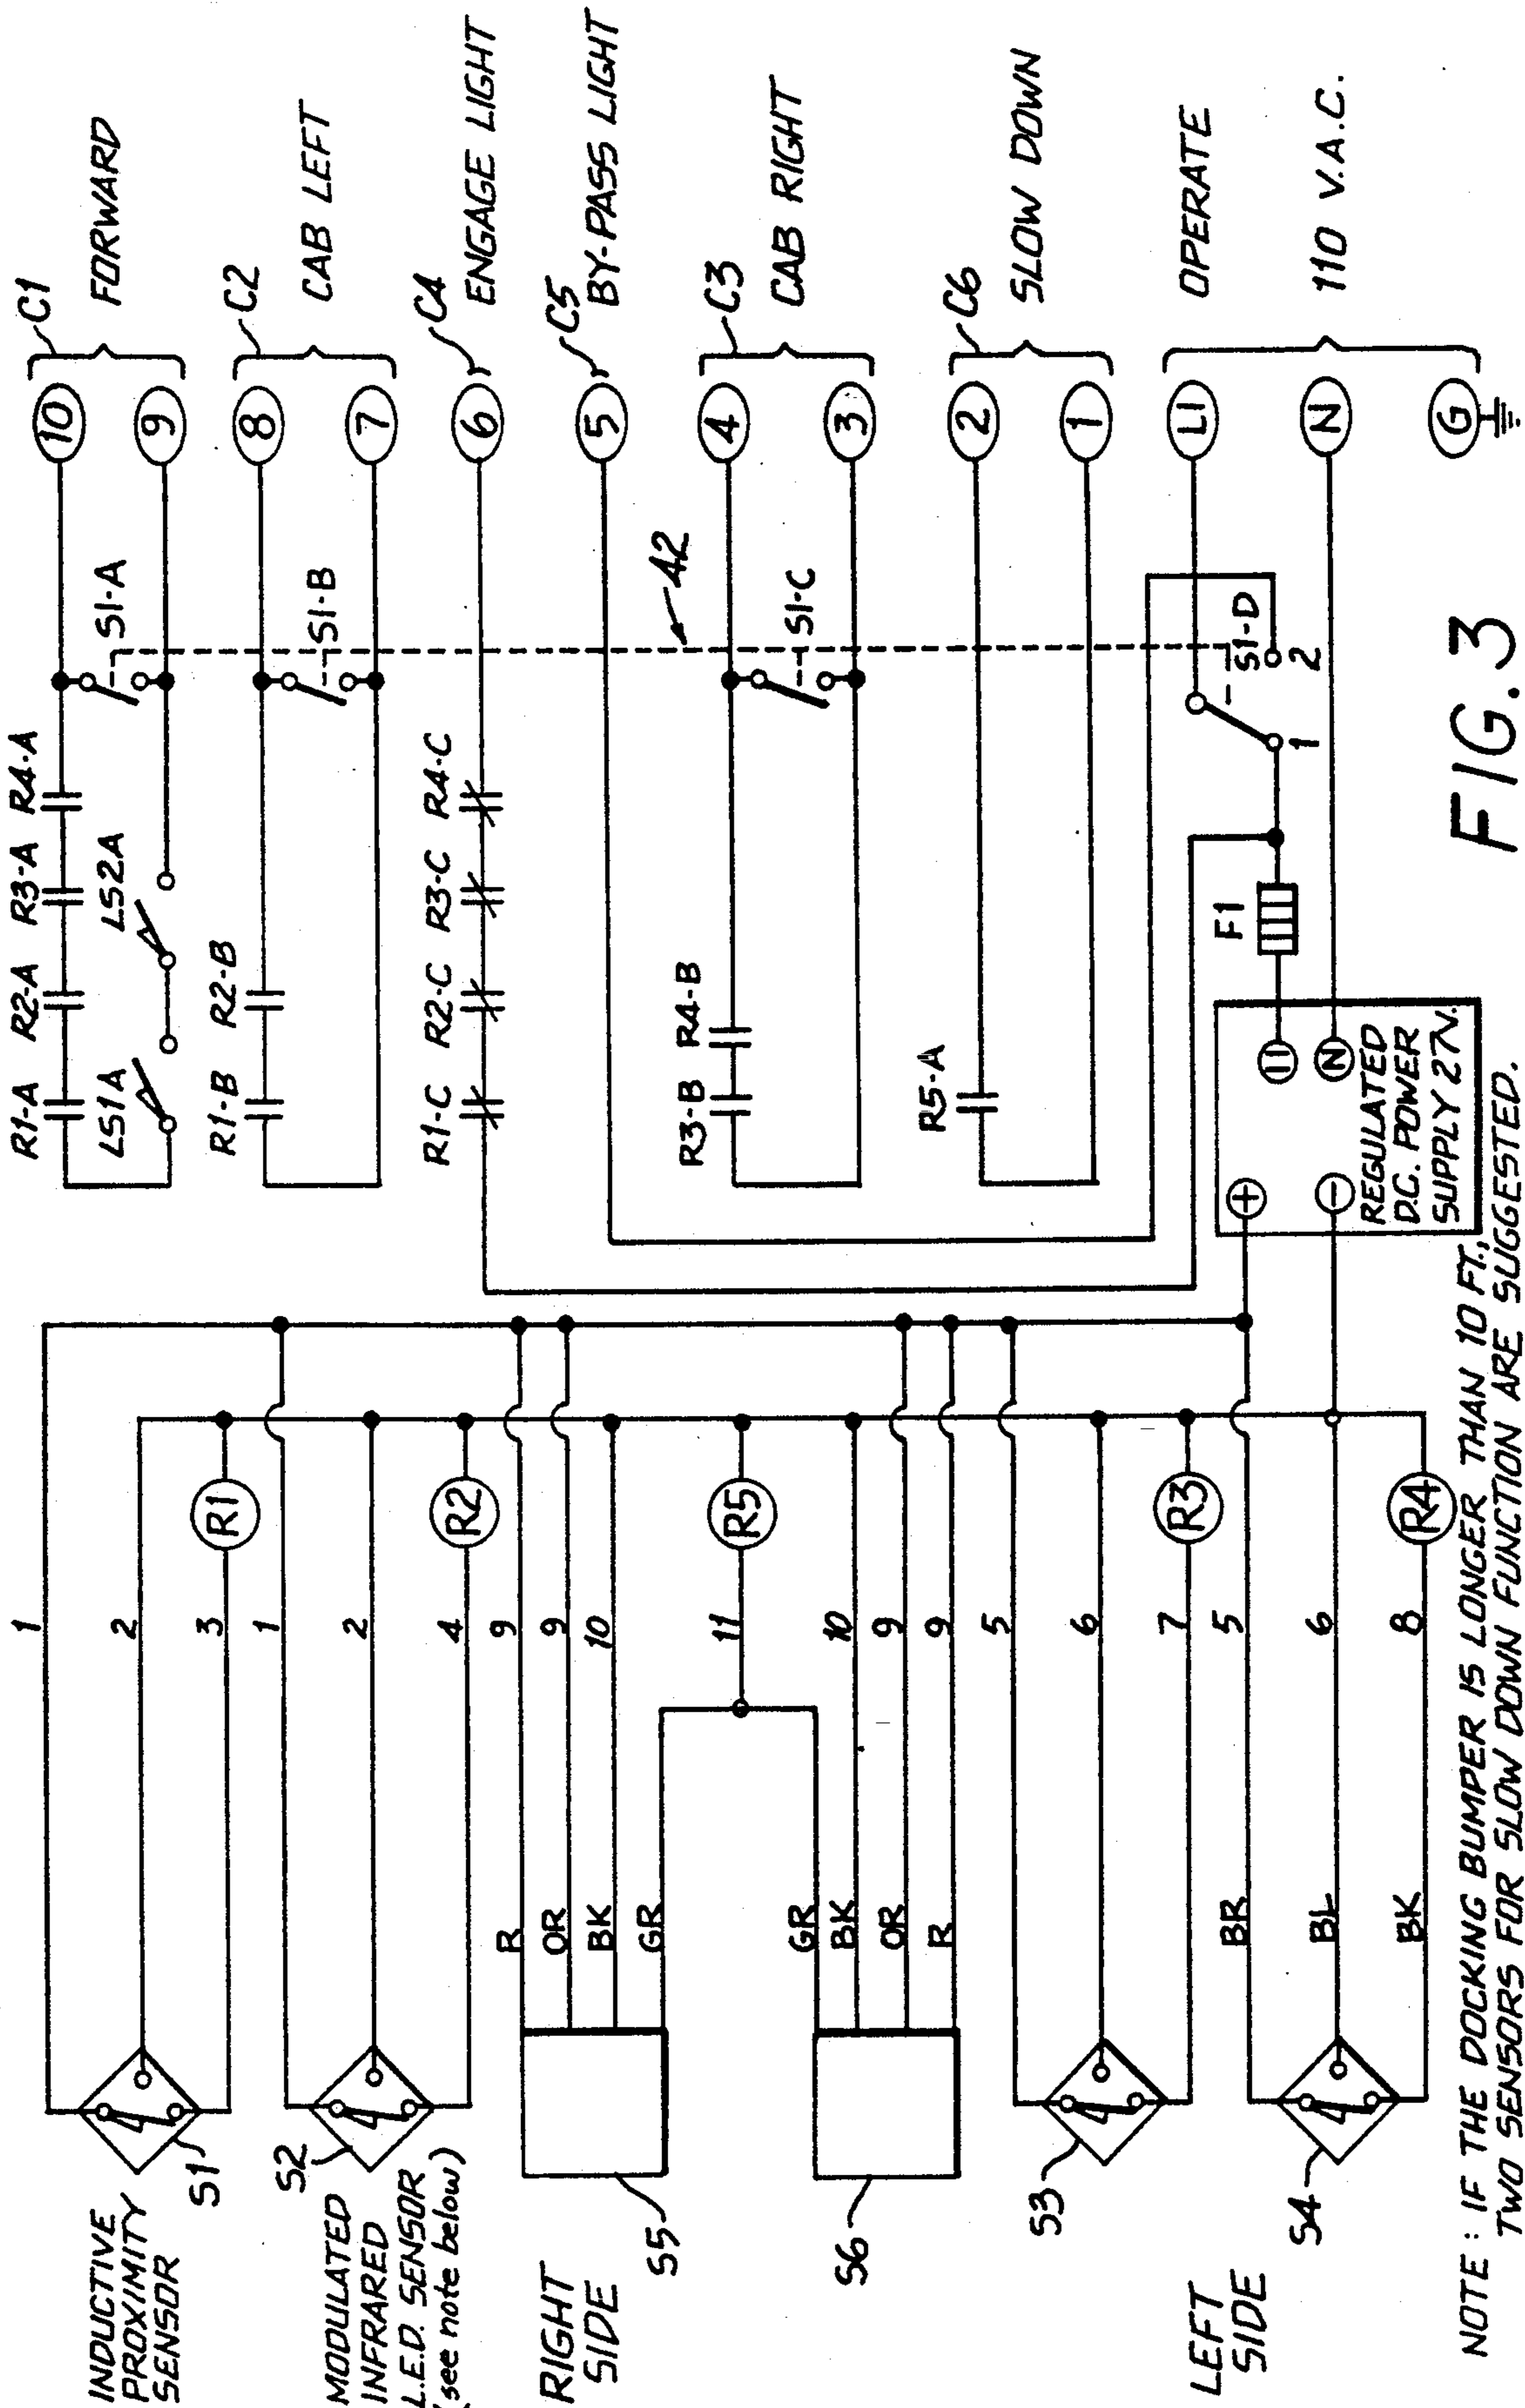 INDUCTIVE
PROXIMITY
SENSOR
S1
MODULATED
INFRARED
L.E.D. SENSOR
(see note below)
S2
RIGHT
SIDE
S5
S6
LEFT
SIDE
S3
S4
1
2
3
R1
1
2
4
R2
R 9
OR 9
BK 10
GR
11
R5
GR
BK 10
OR 9
R 9
5
6
7
R3
BR 5
BL 6
BK 8
R4
R1-A R2-A R3-A R4-A
LS1A LS2A
S1-A
10
9
C1
FORWARD
R1-B R2-B
S1-B
8
7
C2
CAB LEFT
R1-C R2-C R3-C R4-C
6
C4
ENGAGE LIGHT
5
C5
BY-PASS LIGHT
42
R3-B R4-B
S1-C
4
3
C3
CAB RIGHT
R5-A
2
1
C6
SLOW DOWN
S1-D
1
2
F1
L1
N
G
OPERATE
110 V.A.C.
+
−
11
N
REGULATED
D.C. POWER
SUPPLY 27V.
FIG. 3
NOTE: IF THE DOCKING BUMPER IS LONGER THAN 10 FT.,
TWO SENSORS FOR SLOW DOWN FUNCTION ARE SUGGESTED.